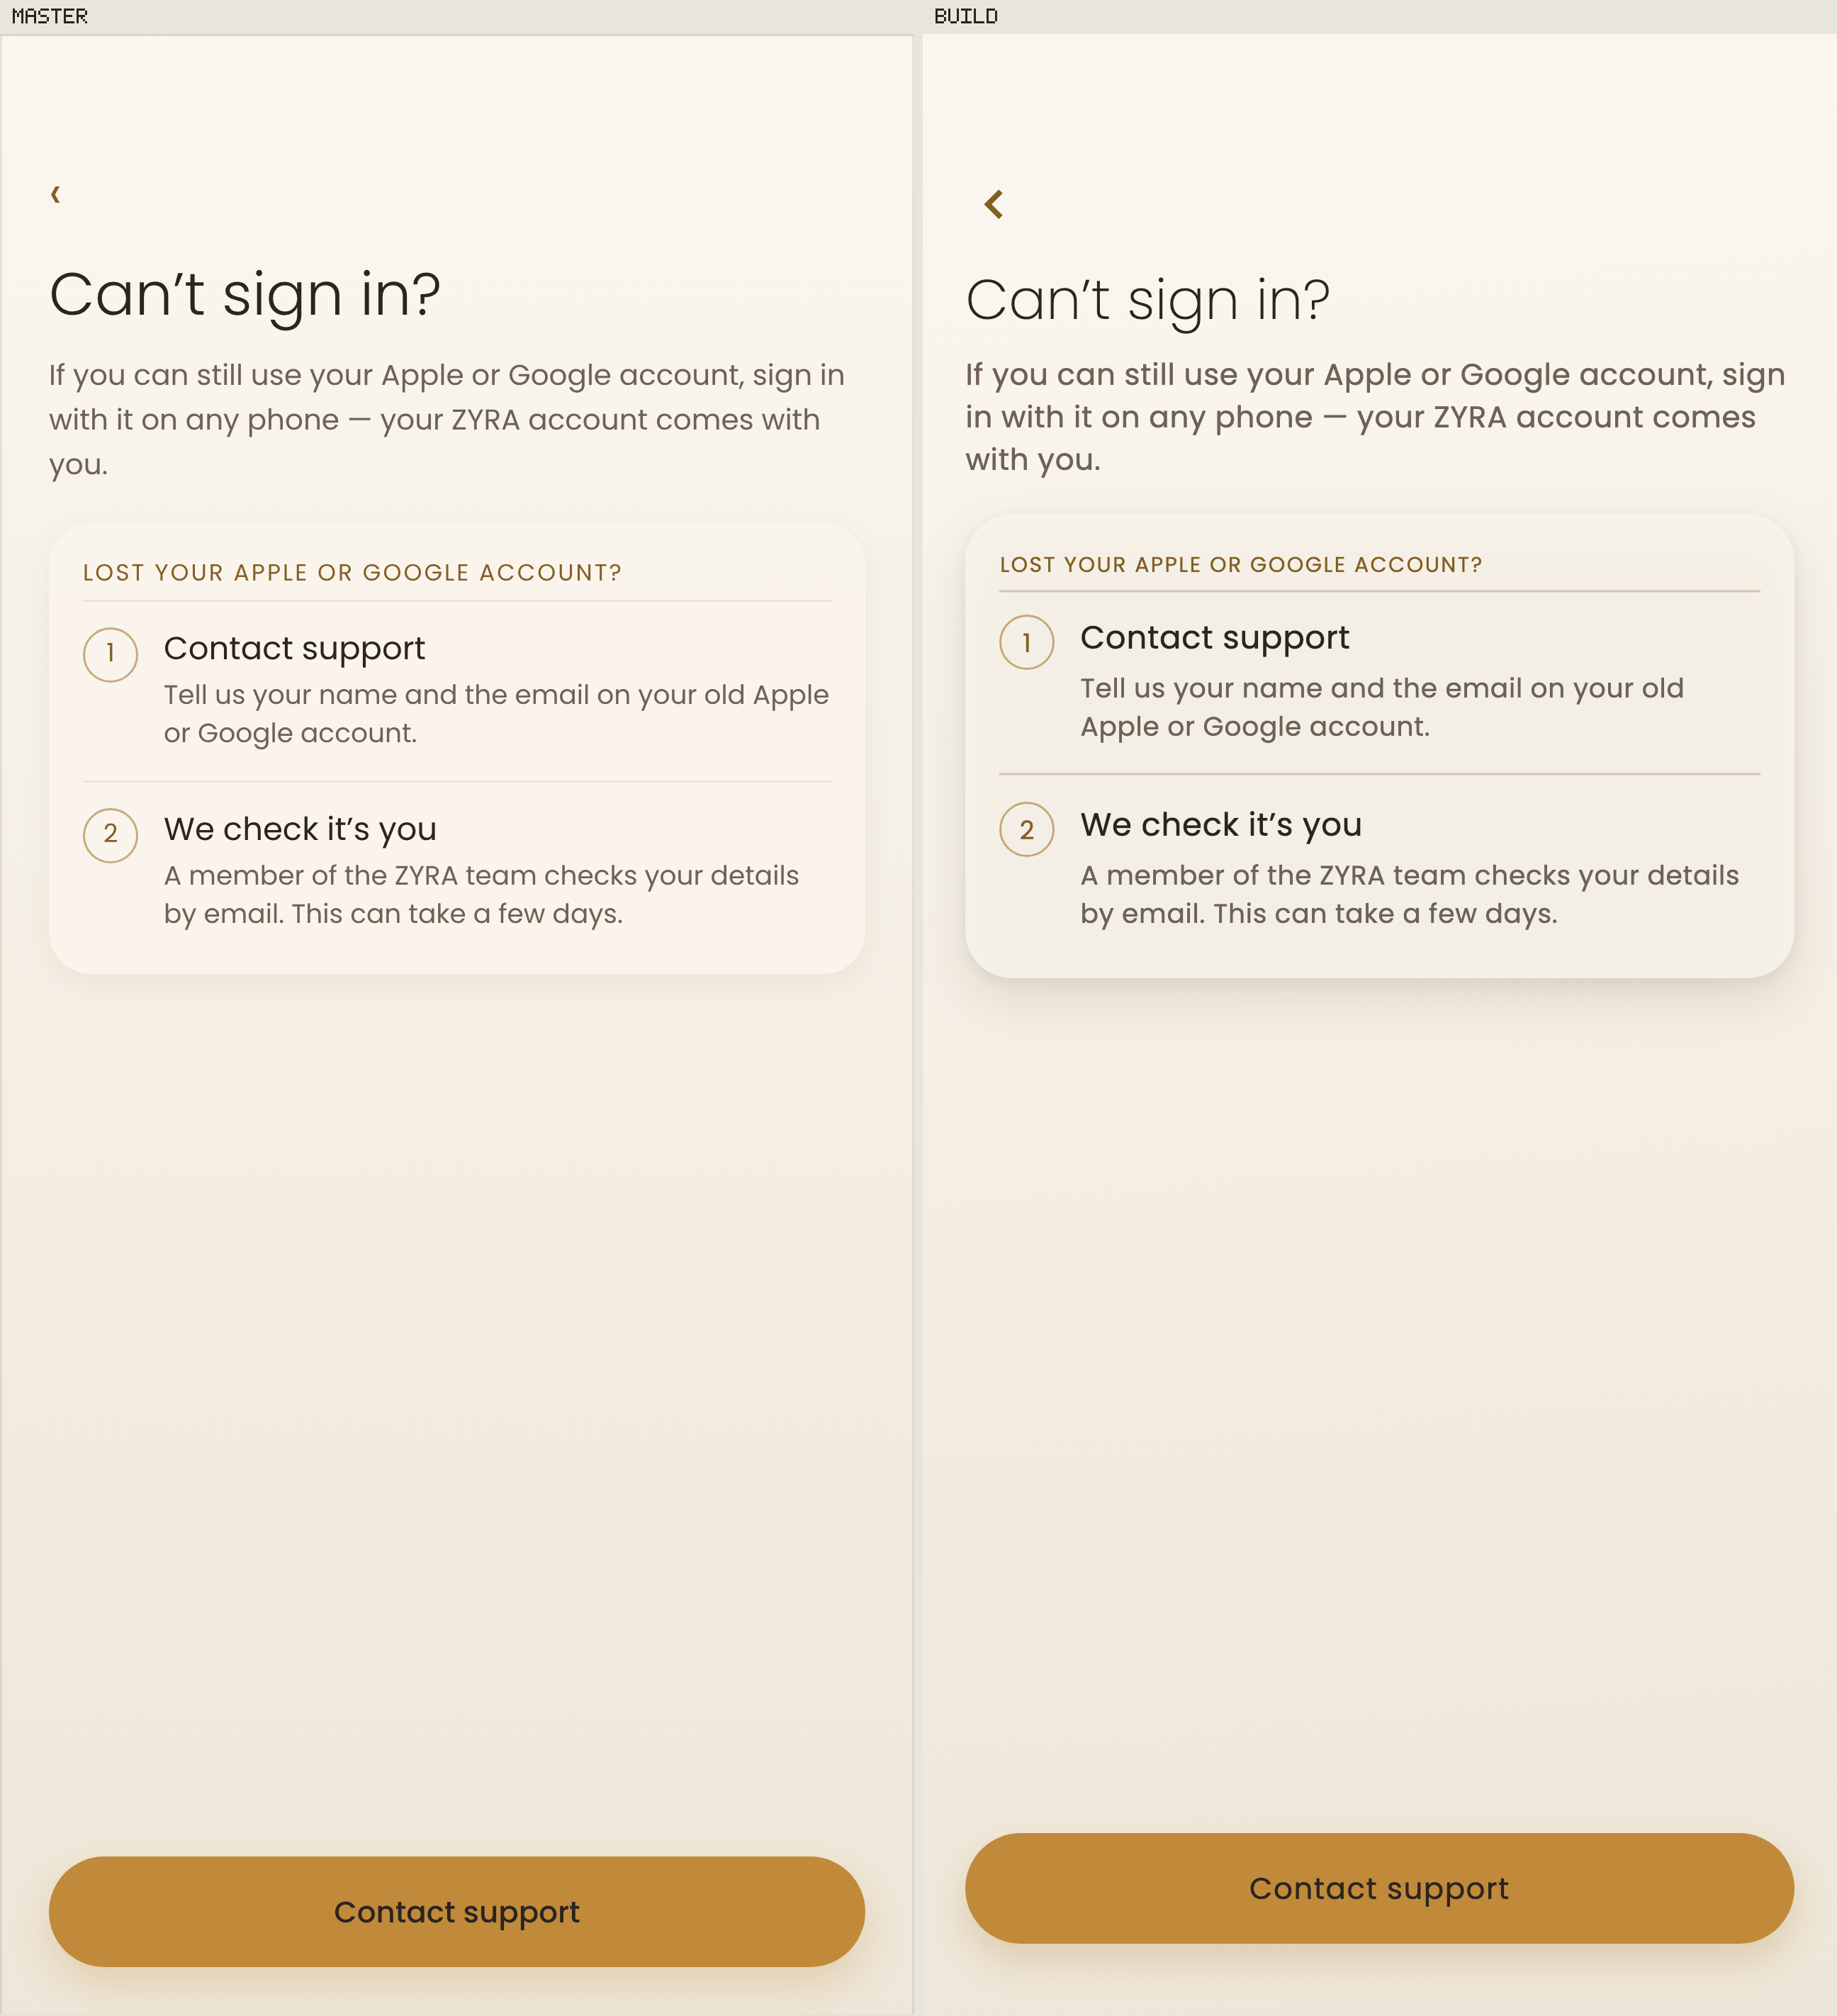 MASTER
‹
Can’t sign in?
If you can still use your Apple or Google account, sign in
with it on any phone — your ZYRA account comes with
you.
LOST YOUR APPLE OR GOOGLE ACCOUNT?
1
Contact support
Tell us your name and the email on your old Apple
or Google account.
2
We check it’s you
A member of the ZYRA team checks your details
by email. This can take a few days.
Contact support
BUILD
Can’t sign in?
If you can still use your Apple or Google account, sign
in with it on any phone — your ZYRA account comes
with you.
LOST YOUR APPLE OR GOOGLE ACCOUNT?
1
Contact support
Tell us your name and the email on your old
Apple or Google account.
2
We check it’s you
A member of the ZYRA team checks your details
by email. This can take a few days.
Contact support